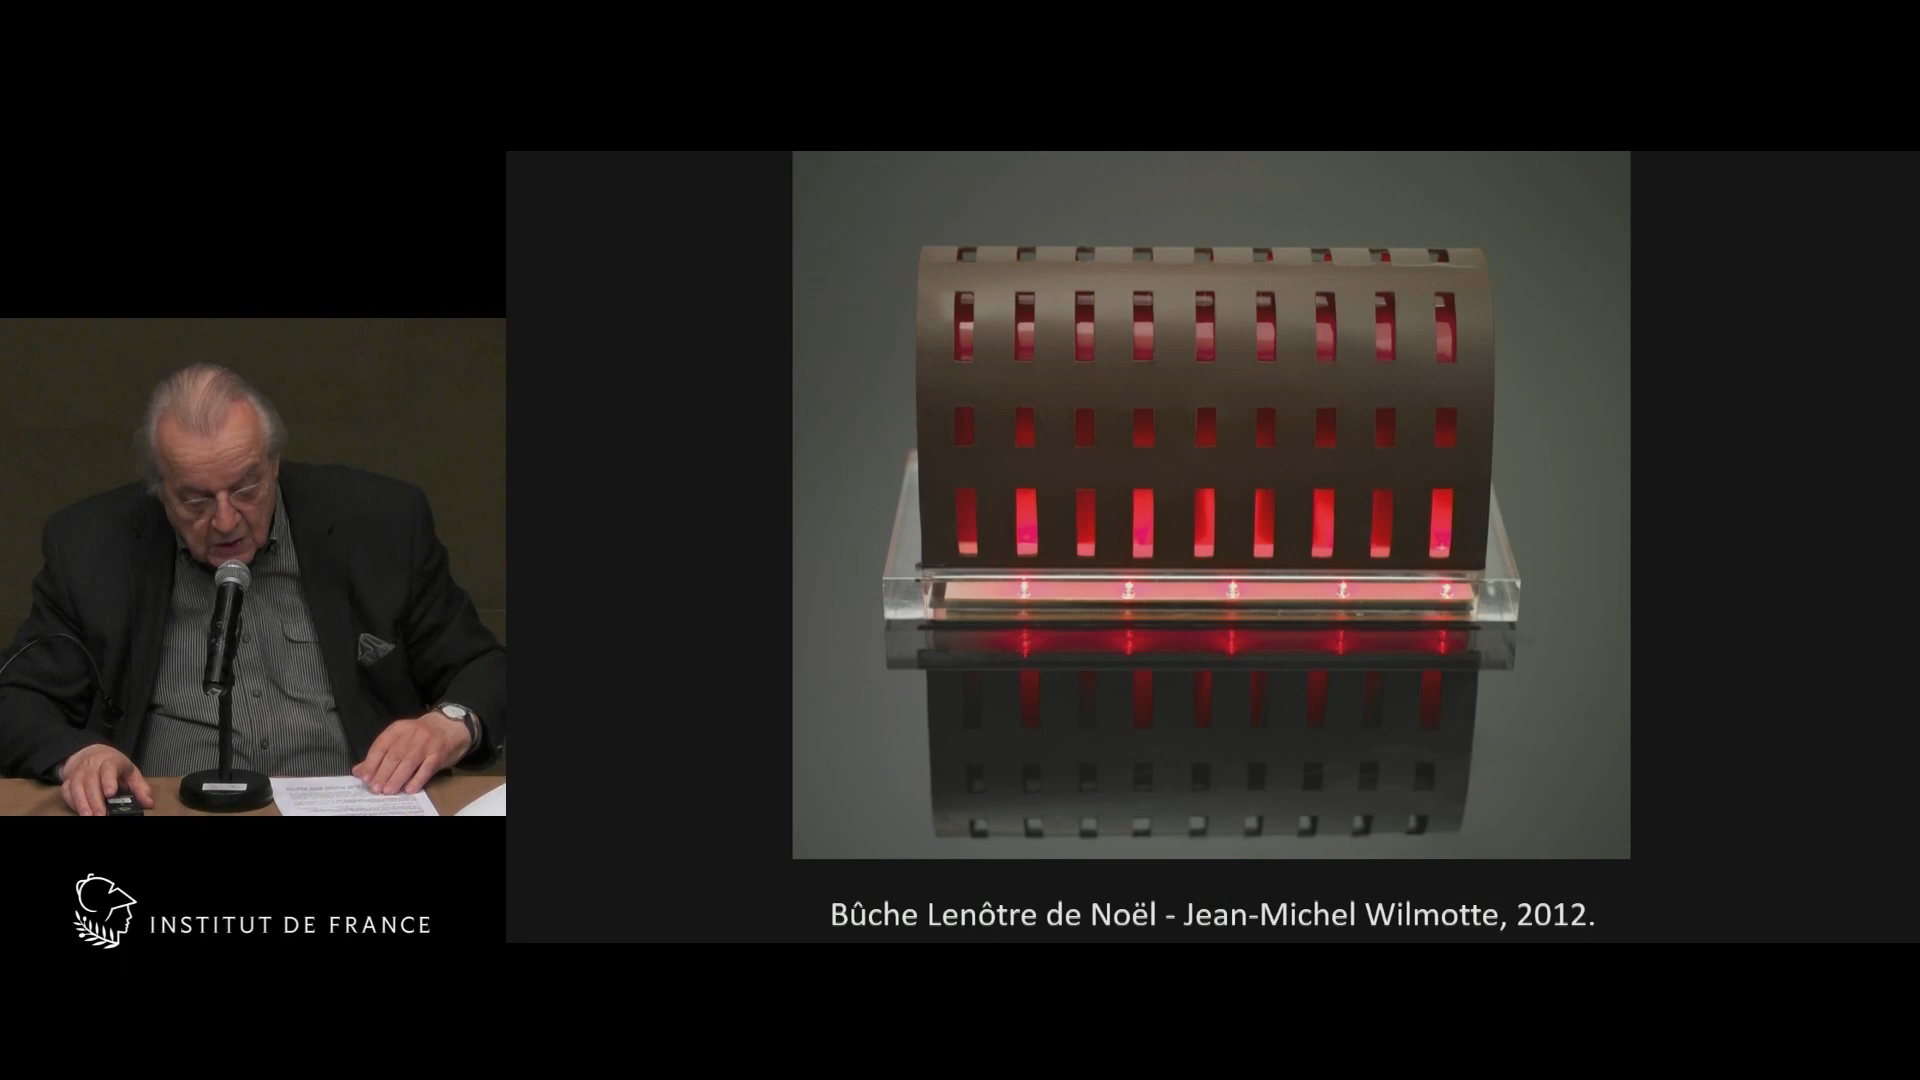 INSTITUT DE FRANCE
Bûche Lenôtre de Noël - Jean-Michel Wilmotte, 2012.